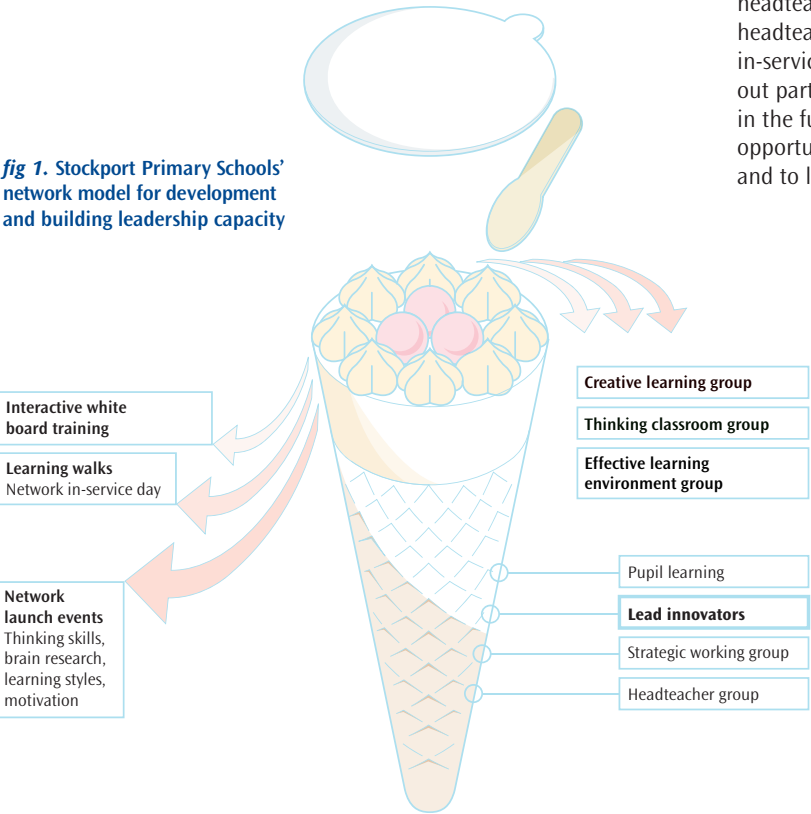 headtea
headtea
in-servic
out part
in the fu
opportu
and to l
fig 1. Stockport Primary Schools’
network model for development
and building leadership capacity
Interactive white
board training
Learning walks
Network in-service day
Network
launch events
Thinking skills,
brain research,
learning styles,
motivation
Creative learning group
Thinking classroom group
Effective learning
environment group
Pupil learning
Lead innovators
Strategic working group
Headteacher group